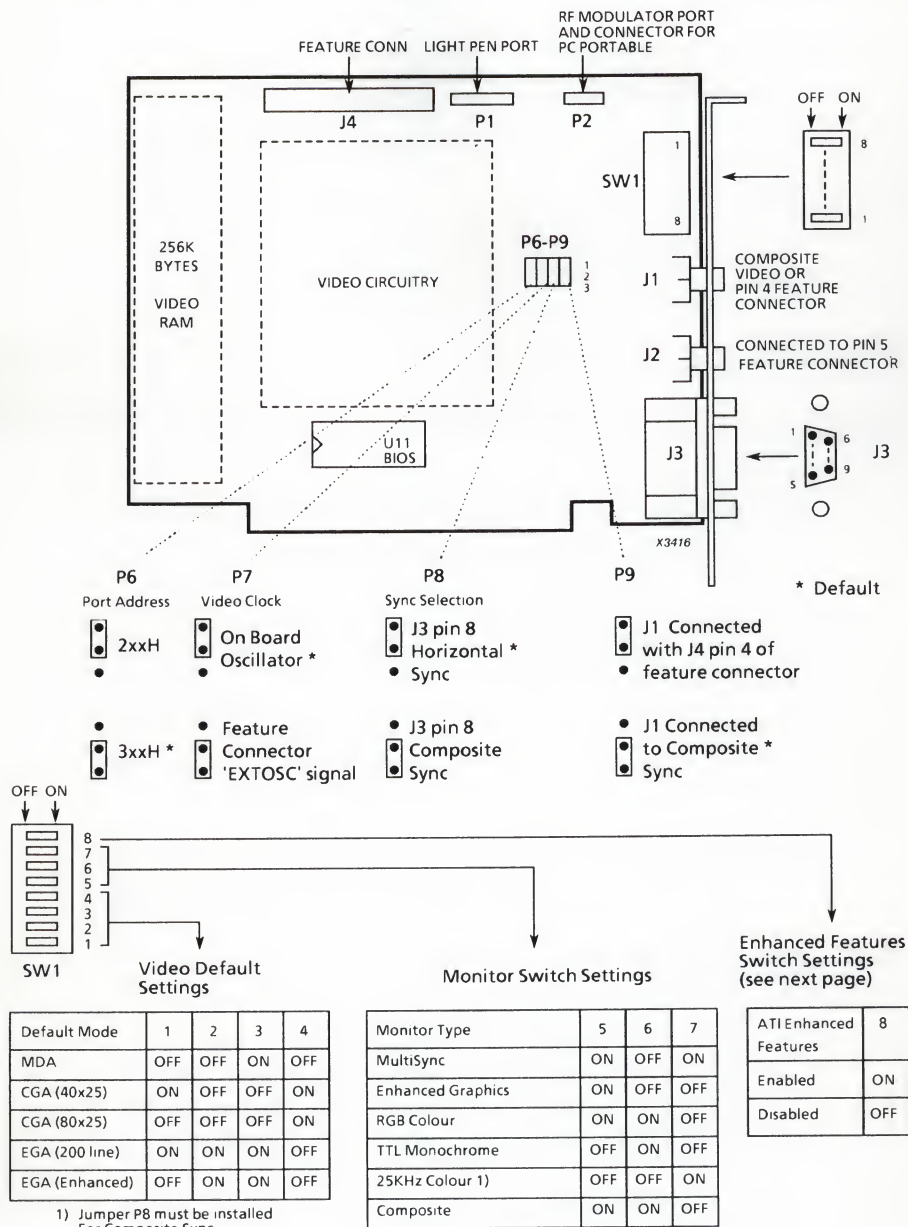 RF MODULATOR PORT
AND CONNECTOR FOR
PC PORTABLE
FEATURE CONN LIGHT PEN PORT
J4 P1 P2
OFF ON
8
1
SW1
1
8
256K
BYTES
VIDEO
RAM
VIDEO CIRCUITRY
P6-P9
1
2
3
J1
COMPOSITE
VIDEO OR
PIN 4 FEATURE
CONNECTOR
J2
CONNECTED TO PIN 5
FEATURE CONNECTOR
U11
BIOS
J3
1 6
5 9
J3
X3416
* Default
P6 P7 P8 P9
Port Address Video Clock Sync Selection
2xxH
On Board
Oscillator *
J3 pin 8
Horizontal *
Sync
J1 Connected
with J4 pin 4 of
feature connector
3xxH *
Feature
Connector
'EXTOSC' signal
J3 pin 8
Composite
Sync
J1 Connected
to Composite *
Sync
OFF ON
8
7
6
5
4
3
2
1
SW1
Video Default
Settings
Monitor Switch Settings
Enhanced Features
Switch Settings
(see next page)
Default Mode 1 2 3 4
MDA OFF OFF ON OFF
CGA (40x25) ON OFF OFF ON
CGA (80x25) OFF OFF OFF ON
EGA (200 line) ON ON ON OFF
EGA (Enhanced) OFF ON ON OFF
1) Jumper P8 must be installed
For Composite Sync
Monitor Type 5 6 7
MultiSync ON OFF ON
Enhanced Graphics ON OFF OFF
RGB Colour ON ON OFF
TTL Monochrome OFF ON OFF
25KHz Colour 1) OFF OFF ON
Composite ON ON OFF
ATI Enhanced 8
Features
Enabled ON
Disabled OFF